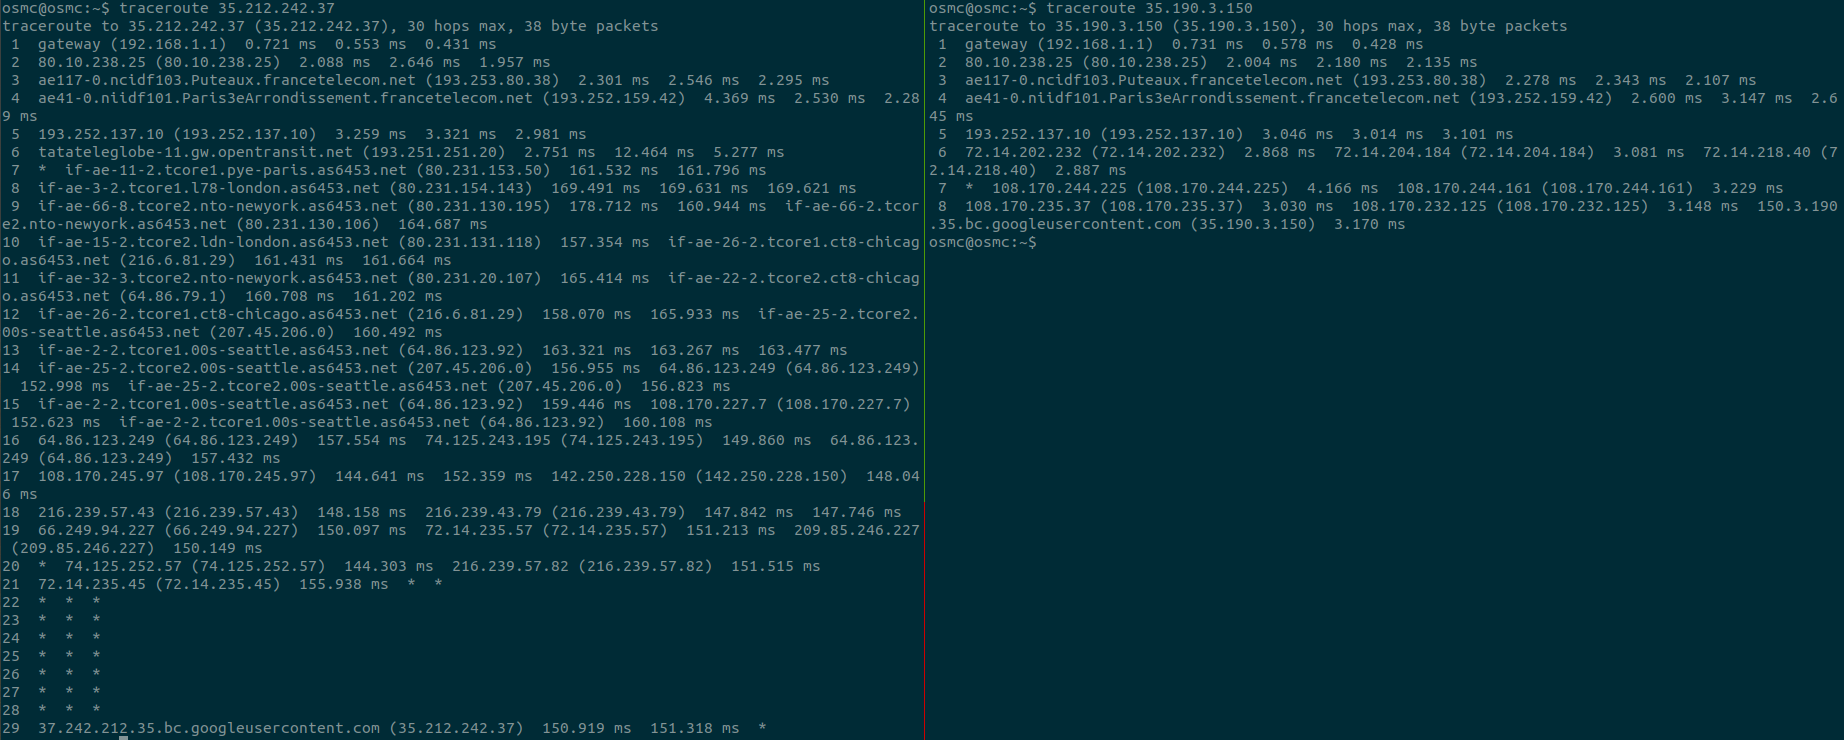 osmc@osmc:~$ traceroute 35.212.242.37
traceroute to 35.212.242.37 (35.212.242.37), 30 hops max, 38 byte packets
 1  gateway (192.168.1.1)  0.721 ms  0.553 ms  0.431 ms
 2  80.10.238.25 (80.10.238.25)  2.088 ms  2.646 ms  1.957 ms
 3  ae117-0.ncidf103.Puteaux.francetelecom.net (193.253.80.38)  2.301 ms  2.546 ms  2.295 ms
 4  ae41-0.niidf101.Paris3eArrondissement.francetelecom.net (193.252.159.42)  4.369 ms  2.530 ms  2.28
9 ms
 5  193.252.137.10 (193.252.137.10)  3.259 ms  3.321 ms  2.981 ms
 6  tatateleglobe-11.gw.opentransit.net (193.251.251.20)  2.751 ms  12.464 ms  5.277 ms
 7  *  if-ae-11-2.tcore1.pye-paris.as6453.net (80.231.153.50)  161.532 ms  161.796 ms
 8  if-ae-3-2.tcore1.l78-london.as6453.net (80.231.154.143)  169.491 ms  169.631 ms  169.621 ms
 9  if-ae-66-8.tcore2.nto-newyork.as6453.net (80.231.130.195)  178.712 ms  160.944 ms  if-ae-66-2.tcor
e2.nto-newyork.as6453.net (80.231.130.106)  164.687 ms
10  if-ae-15-2.tcore2.ldn-london.as6453.net (80.231.131.118)  157.354 ms  if-ae-26-2.tcore1.ct8-chicag
o.as6453.net (216.6.81.29)  161.431 ms  161.664 ms
11  if-ae-32-3.tcore2.nto-newyork.as6453.net (80.231.20.107)  165.414 ms  if-ae-22-2.tcore2.ct8-chicag
o.as6453.net (64.86.79.1)  160.708 ms  161.202 ms
12  if-ae-26-2.tcore1.ct8-chicago.as6453.net (216.6.81.29)  158.070 ms  165.933 ms  if-ae-25-2.tcore2.
00s-seattle.as6453.net (207.45.206.0)  160.492 ms
13  if-ae-2-2.tcore1.00s-seattle.as6453.net (64.86.123.92)  163.321 ms  163.267 ms  163.477 ms
14  if-ae-25-2.tcore2.00s-seattle.as6453.net (207.45.206.0)  156.955 ms  64.86.123.249 (64.86.123.249)
  152.998 ms  if-ae-25-2.tcore2.00s-seattle.as6453.net (207.45.206.0)  156.823 ms
15  if-ae-2-2.tcore1.00s-seattle.as6453.net (64.86.123.92)  159.446 ms  108.170.227.7 (108.170.227.7)
 152.623 ms  if-ae-2-2.tcore1.00s-seattle.as6453.net (64.86.123.92)  160.108 ms
16  64.86.123.249 (64.86.123.249)  157.554 ms  74.125.243.195 (74.125.243.195)  149.860 ms  64.86.123.
249 (64.86.123.249)  157.432 ms
17  108.170.245.97 (108.170.245.97)  144.641 ms  152.359 ms  142.250.228.150 (142.250.228.150)  148.04
6 ms
18  216.239.57.43 (216.239.57.43)  148.158 ms  216.239.43.79 (216.239.43.79)  147.842 ms  147.746 ms
19  66.249.94.227 (66.249.94.227)  150.097 ms  72.14.235.57 (72.14.235.57)  151.213 ms  209.85.246.227
 (209.85.246.227)  150.149 ms
20  *  74.125.252.57 (74.125.252.57)  144.303 ms  216.239.57.82 (216.239.57.82)  151.515 ms
21  72.14.235.45 (72.14.235.45)  155.938 ms  *  *
22  *  *  *
23  *  *  *
24  *  *  *
25  *  *  *
26  *  *  *
27  *  *  *
28  *  *  *
29  37.242.212.35.bc.googleusercontent.com (35.212.242.37)  150.919 ms  151.318 ms  *
osmc@osmc:~$ traceroute 35.190.3.150
traceroute to 35.190.3.150 (35.190.3.150), 30 hops max, 38 byte packets
 1  gateway (192.168.1.1)  0.731 ms  0.578 ms  0.428 ms
 2  80.10.238.25 (80.10.238.25)  2.004 ms  2.180 ms  2.135 ms
 3  ae117-0.ncidf103.Puteaux.francetelecom.net (193.253.80.38)  2.278 ms  2.343 ms  2.107 ms
 4  ae41-0.niidf101.Paris3eArrondissement.francetelecom.net (193.252.159.42)  2.600 ms  3.147 ms  2.6
45 ms
 5  193.252.137.10 (193.252.137.10)  3.046 ms  3.014 ms  3.101 ms
 6  72.14.202.232 (72.14.202.232)  2.868 ms  72.14.204.184 (72.14.204.184)  3.081 ms  72.14.218.40 (7
2.14.218.40)  2.887 ms
 7  *  108.170.244.225 (108.170.244.225)  4.166 ms  108.170.244.161 (108.170.244.161)  3.229 ms
 8  108.170.235.37 (108.170.235.37)  3.030 ms  108.170.232.125 (108.170.232.125)  3.148 ms  150.3.190
.35.bc.googleusercontent.com (35.190.3.150)  3.170 ms
osmc@osmc:~$